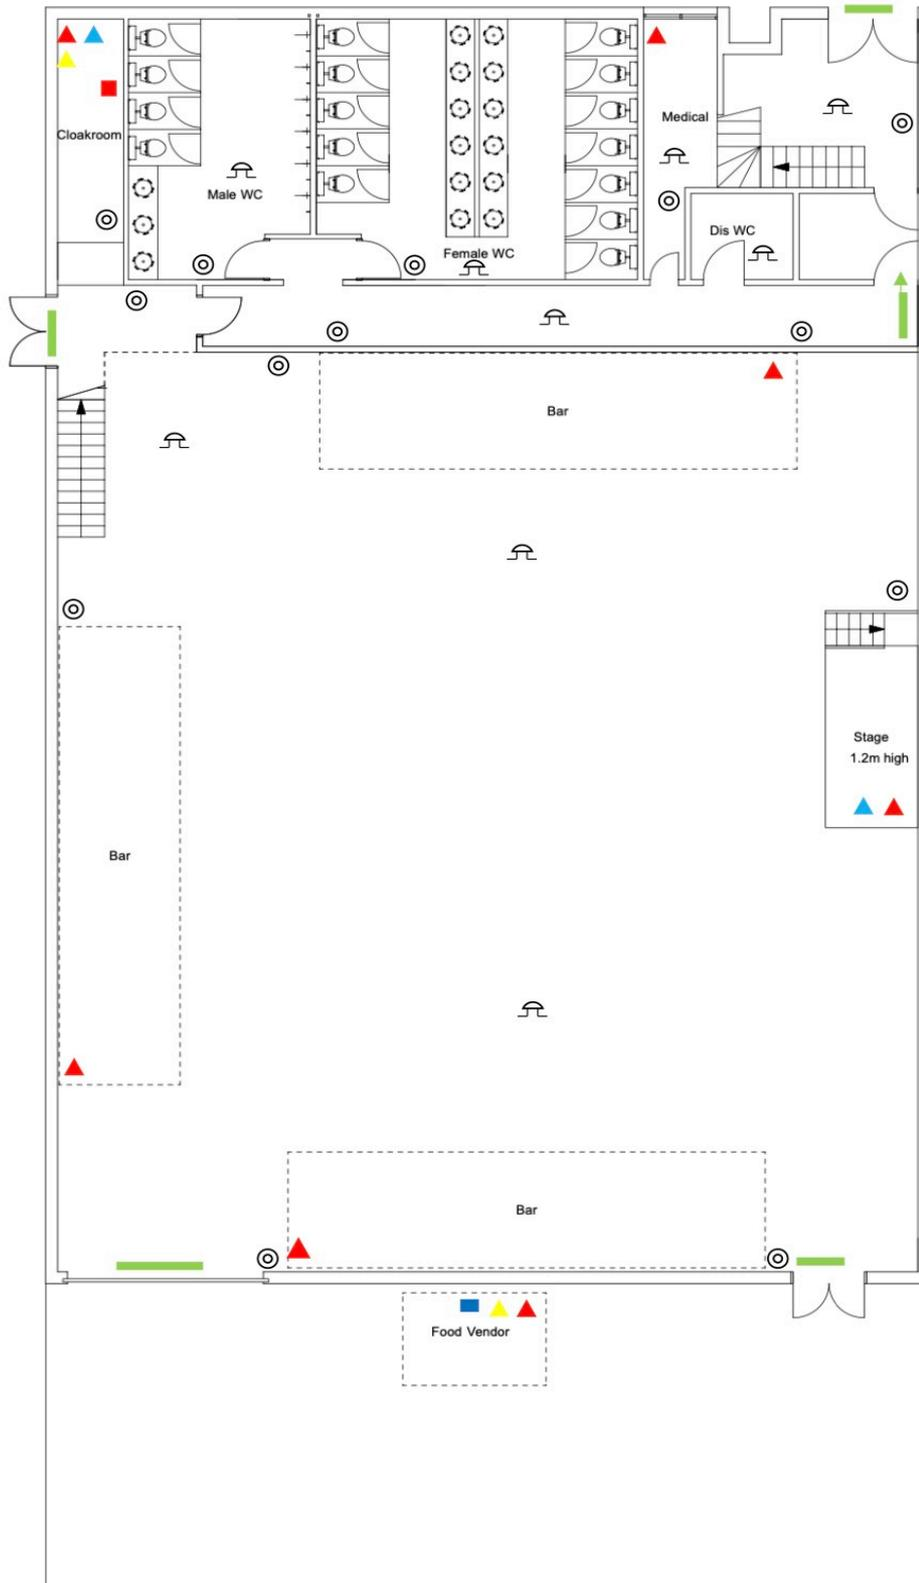 Cloakroom
Male WC
Female WC
Medical
Dis WC
Bar
Stage
1.2m high
Bar
Bar
Food Vendor